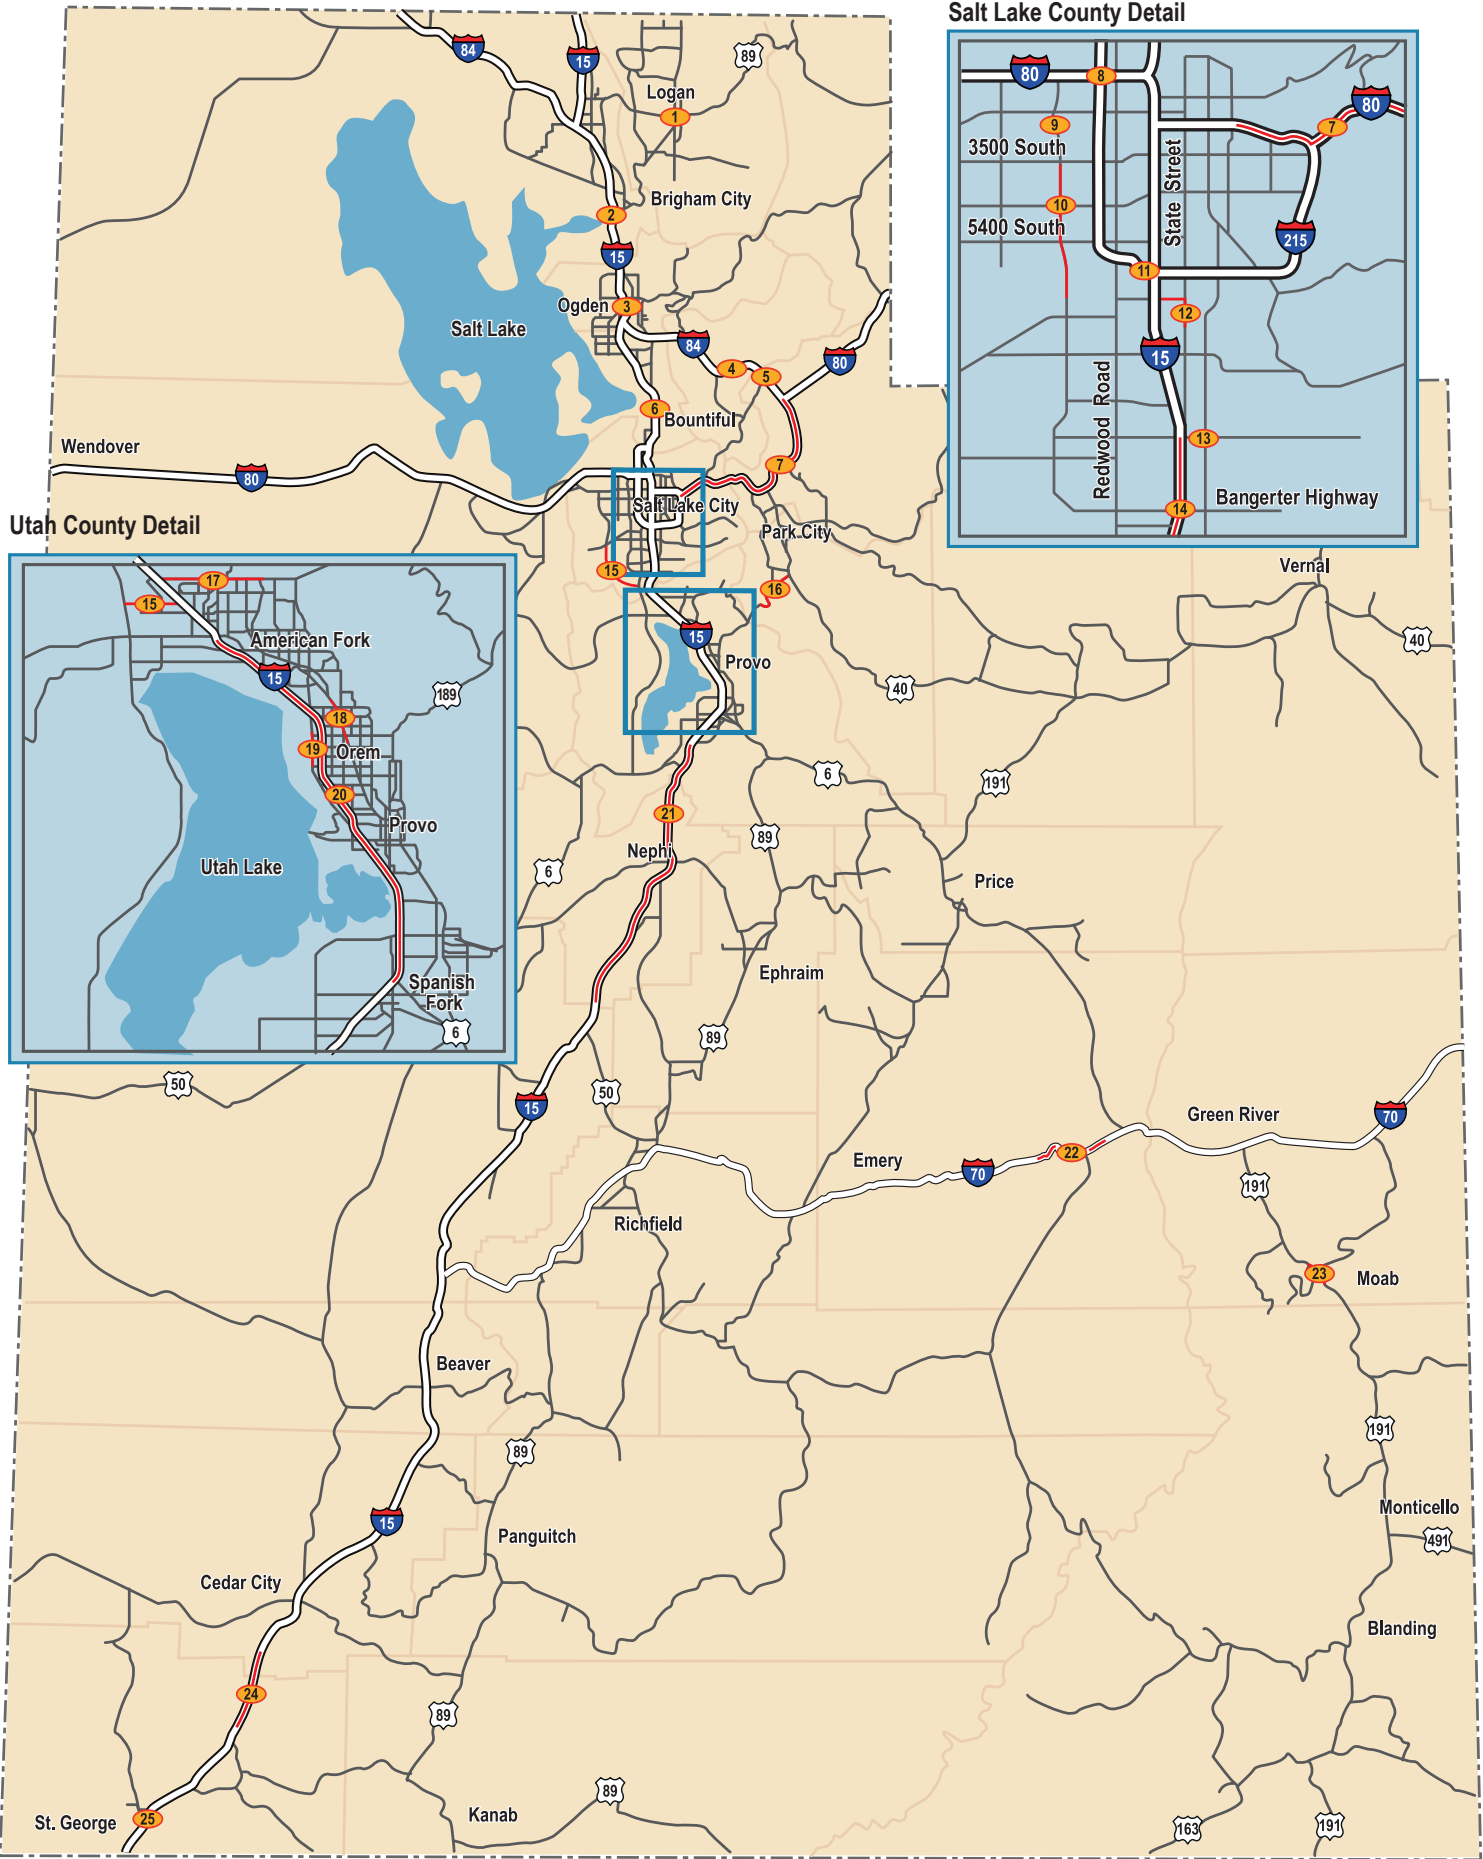 Salt Lake County Detail
80
8
80
7
9
3500 South
State Street
10
5400 South
215
11
12
15
Redwood Road
13
Bangerter Highway
14
84
15
89
Logan
1
Brigham City
2
15
Ogden
3
Salt Lake
84
80
4
5
6
Bountiful
Wendover
80
7
Salt Lake City
Park City
15
16
15
Provo
Vernal
40
40
Utah County Detail
17
15
American Fork
15
189
18
19
Orem
20
Provo
Utah Lake
Spanish
Fork
6
6
191
21
89
Nephi
6
Price
Ephraim
89
50
50
15
Green River
70
Emery
22
70
191
Richfield
23
Moab
Beaver
191
89
Monticello
15
491
Panguitch
Cedar City
Blanding
24
89
89
Kanab
St. George
25
163
191